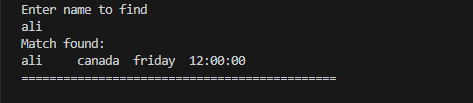 Enter name to find
ali
Match found:
ali     canada  friday  12:00:00
=============================================